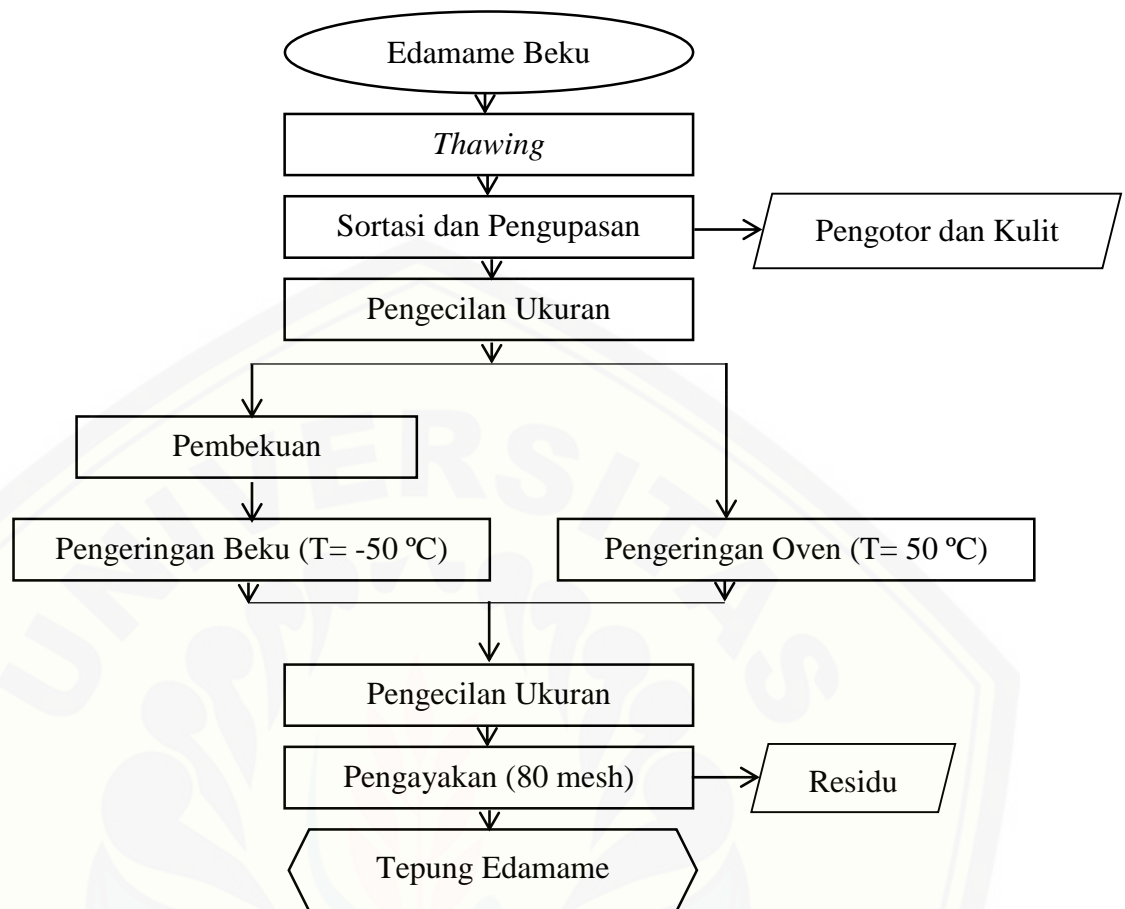 Edamame Beku
Thawing
Sortasi dan Pengupasan
Pengotor dan Kulit
Pengecilan Ukuran
Pembekuan
Pengeringan Beku (T= -50 ºC)
Pengeringan Oven (T= 50 ºC)
Pengecilan Ukuran
Pengayakan (80 mesh)
Residu
Tepung Edamame
UNIVERSITAS